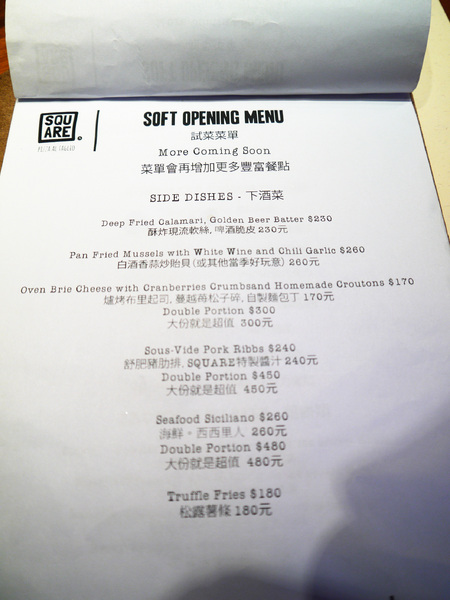 SQU
ARE
SOFT OPENING MENU
試菜菜單
More Coming Soon
菜單會再增加更多豐富餐點
SIDE DISHES - 下酒菜
Deep Fried Calamari, Golden Beer Batter $230
酥炸現流軟絲, 啤酒脆皮 230元
Pan Fried Mussels with White Wine and Chili Garlic $260
白酒香蒜炒貽貝(或其他當季好玩意) 260元
Oven Brie Cheese with Cranberries Crumbsand Homemade Croutons $170
爐烤布里起司, 蔓越莓松子碎, 自製麵包丁 170元
Double Portion $300
大份就是超值 300元
Sous-Vide Pork Ribbs $240
舒肥豬肋排, SQUARE特製醬汁 240元
Double Portion $450
大份就是超值 450元
Seafood Siciliano $260
海鮮。西西里人 260元
Double Portion $480
大份就是超值 480元
Truffle Fries $180
松露薯條 180元